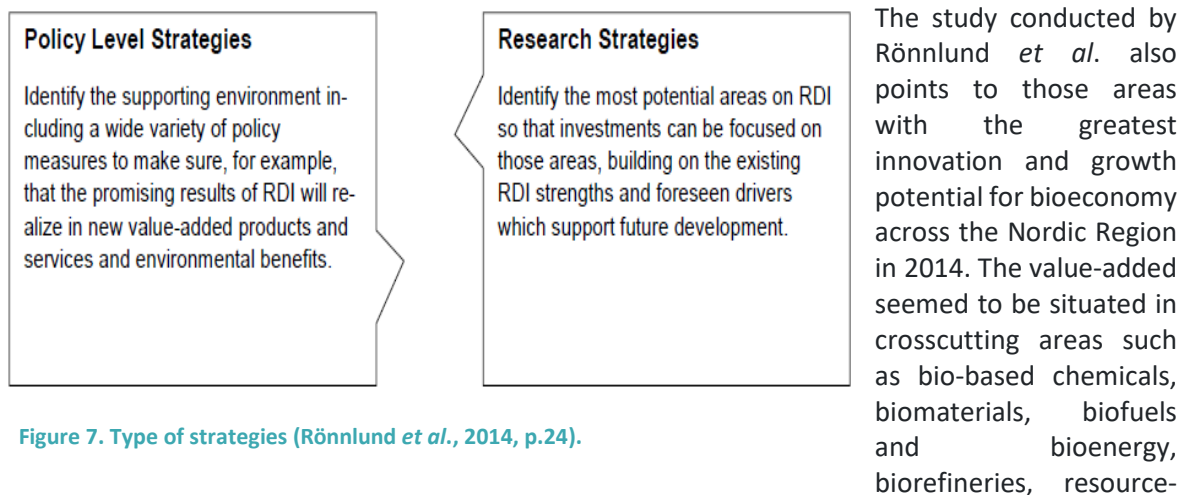 Policy Level Strategies
Identify the supporting environment in-
cluding a wide variety of policy
measures to make sure, for example,
that the promising results of RDI will re-
alize in new value-added products and
services and environmental benefits.
Research Strategies
Identify the most potential areas on RDI
so that investments can be focused on
those areas, building on the existing
RDI strengths and foreseen drivers
which support future development.
Figure 7. Type of strategies (Rönnlund et al., 2014, p.24).
The study conducted by
Rönnlund et al. also
points to those areas
with the greatest
innovation and growth
potential for bioeconomy
across the Nordic Region
in 2014. The value-added
seemed to be situated in
crosscutting areas such
as bio-based chemicals,
biomaterials, biofuels
and bioenergy,
biorefineries, resource-